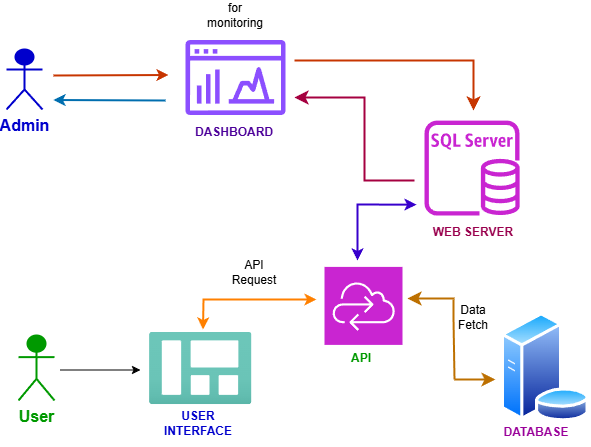 for
monitoring
DASHBOARD
Admin
SQL Server
WEB SERVER
API
Request
Data
Fetch
API
User
USER
INTERFACE
DATABASE